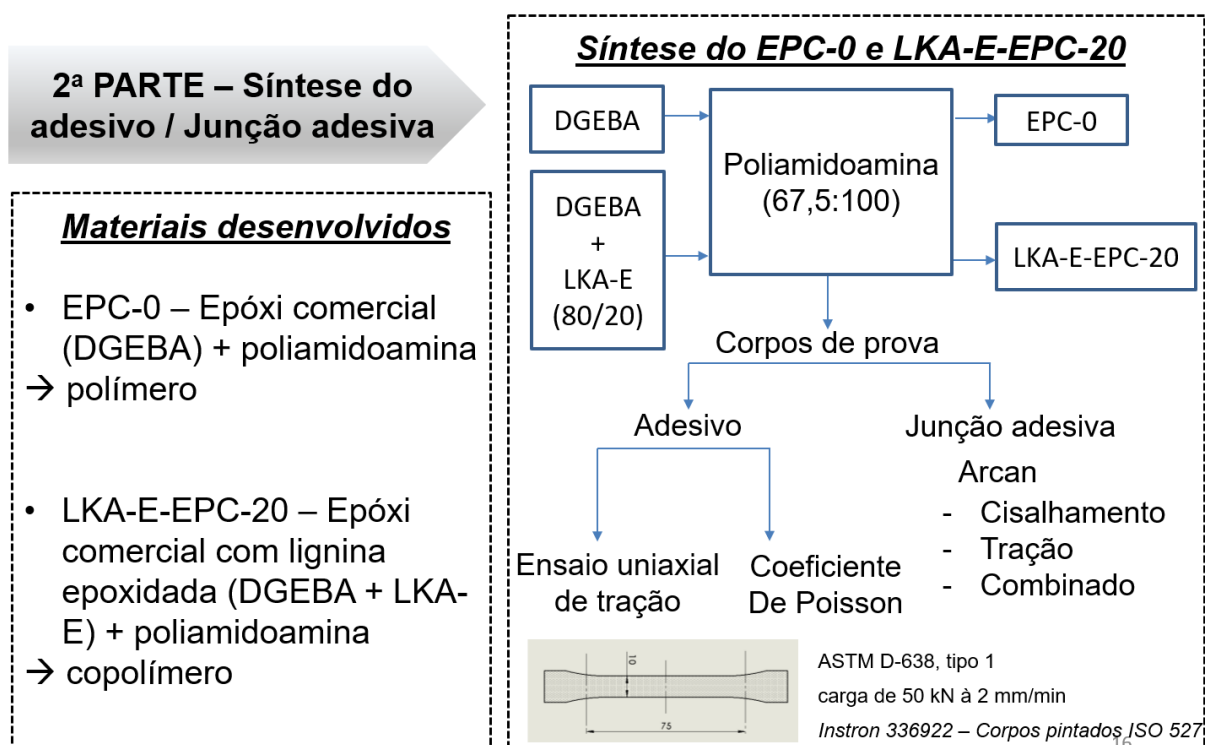 2ª PARTE – Síntese do
adesivo / Junção adesiva
Materiais desenvolvidos
• EPC-0 – Epóxi comercial
(DGEBA) + poliamidoamina
→ polímero
• LKA-E-EPC-20 – Epóxi
comercial com lignina
epoxidada (DGEBA + LKA-
E) + poliamidoamina
→ copolímero
Síntese do EPC-0 e LKA-E-EPC-20
DGEBA
DGEBA
+
LKA-E
(80/20)
Poliamidoamina
(67,5:100)
EPC-0
LKA-E-EPC-20
Corpos de prova
Adesivo
Ensaio uniaxial
de tração
Coeficiente
De Poisson
Junção adesiva
Arcan
- Cisalhamento
- Tração
- Combinado
10
75
ASTM D-638, tipo 1
carga de 50 kN à 2 mm/min
Instron 336922 – Corpos pintados ISO 527
16